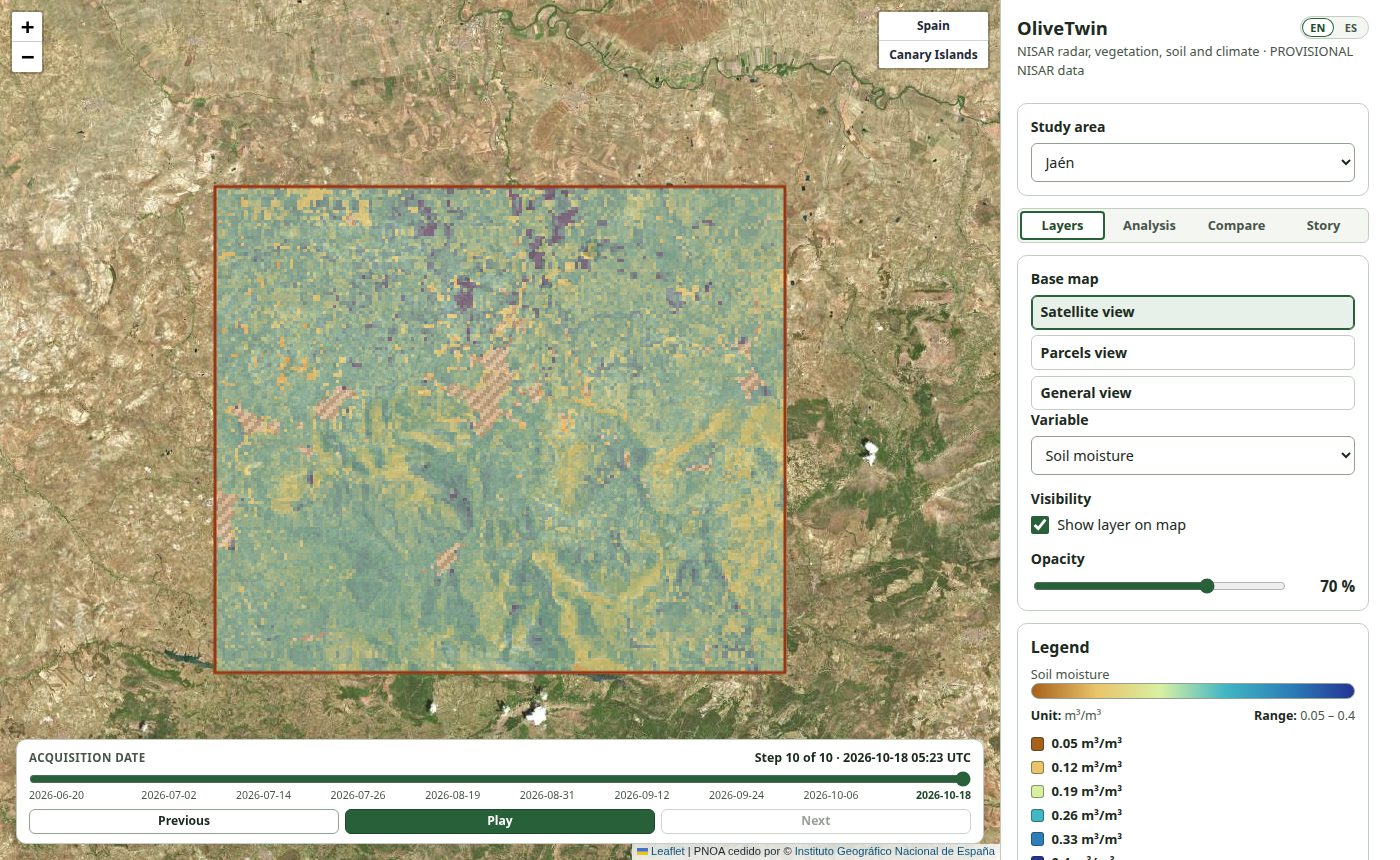 +
−
Spain
Canary Islands
OliveTwin
EN ES
NISAR radar, vegetation, soil and climate · PROVISIONAL
NISAR data
Study area
Jaén
Layers Analysis Compare Story
Base map
Satellite view
Parcels view
General view
Variable
Soil moisture
Visibility
Show layer on map
Opacity
70 %
Legend
Soil moisture
Unit: m³/m³ Range: 0.05 – 0.4
0.05 m³/m³
0.12 m³/m³
0.19 m³/m³
0.26 m³/m³
0.33 m³/m³
ACQUISITION DATE Step 10 of 10 · 2026-10-18 05:23 UTC
2026-06-20 2026-07-02 2026-07-14 2026-07-26 2026-08-19 2026-08-31 2026-09-12 2026-09-24 2026-10-06 2026-10-18
Previous Play Next
Leaflet | PNOA cedido por © Instituto Geográfico Nacional de España